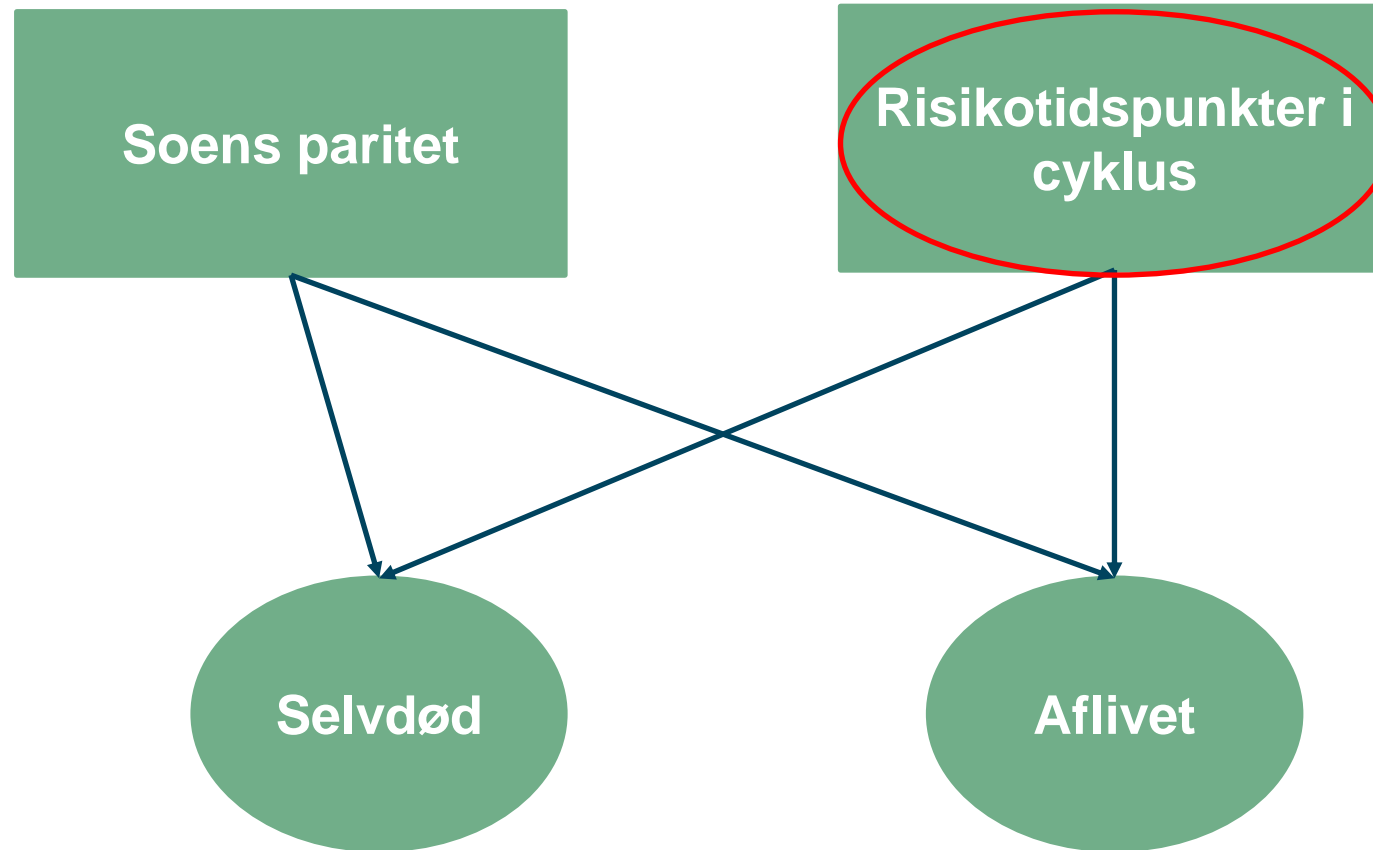 Soens paritet
Risikotidspunkter i
cyklus
Selvdød
Aflivet